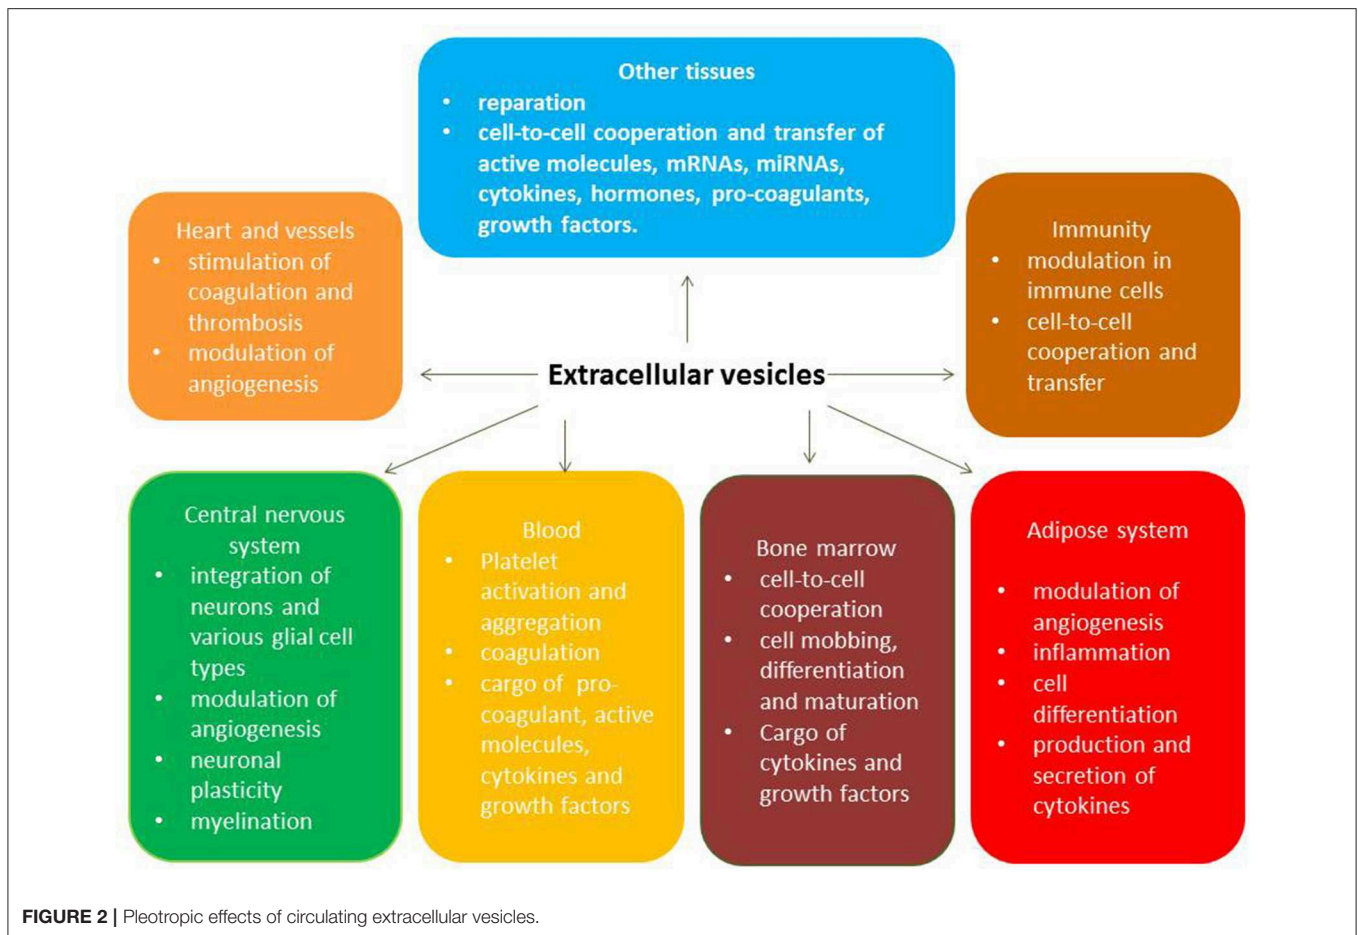 Other tissues
• reparation
• cell-to-cell cooperation and transfer of
active molecules, mRNAs, miRNAs,
cytokines, hormones, pro-coagulants,
growth factors.
Heart and vessels
• stimulation of
coagulation and
thrombosis
• modulation of
angiogenesis
Immunity
• modulation in
immune cells
• cell-to-cell
cooperation and
transfer
Extracellular vesicles
Central nervous
system
• integration of
neurons and
various glial cell
types
• modulation of
angiogenesis
• neuronal
plasticity
• myelination
Blood
• Platelet
activation and
aggregation
• coagulation
• cargo of pro-
coagulant, active
molecules,
cytokines and
growth factors
Bone marrow
• cell-to-cell
cooperation
• cell mobbing,
differentiation
and maturation
• Cargo of
cytokines and
growth factors
Adipose system
• modulation of
angiogenesis
• inflammation
• cell
differentiation
• production and
secretion of
cytokines
FIGURE 2 | Pleotropic effects of circulating extracellular vesicles.